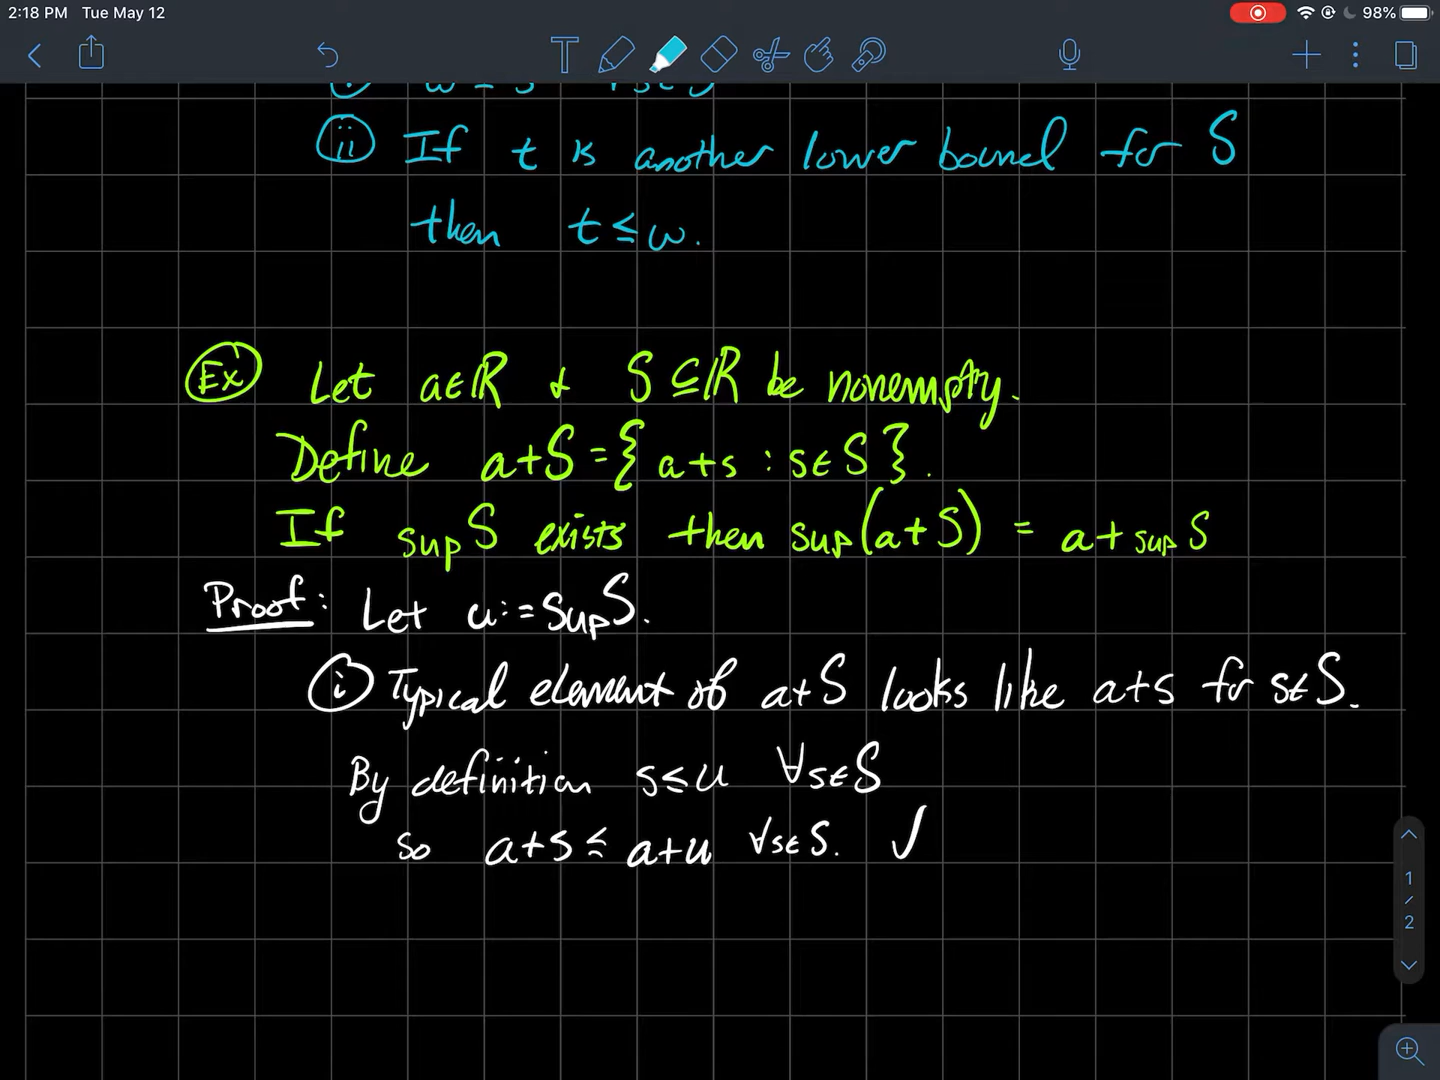 2:18 PM Tue May 12 98%
ii If t is another lower bound for S
then t ≤ w.
Ex Let a∈ℝ & S ⊆ ℝ be nonempty.
Define a+S = { a+s : s∈S }.
If sup S exists then sup(a+S) = a+sup S
Proof: Let u:=Sup S.
i Typical element of a+S looks like a+s for s∈S.
By definition s≤u ∀s∈S
so a+s ≤ a+u ∀s∈S. ✓
1
/
2